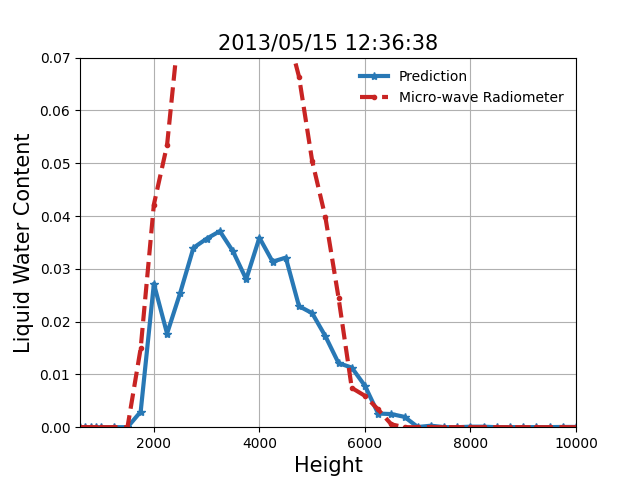 2013/05/15 12:36:38
0.07
0.06
0.05
0.04
0.03
0.02
0.01
0.00
Liquid Water Content
Prediction
Micro-wave Radiometer
2000 4000 6000 8000 10000
Height